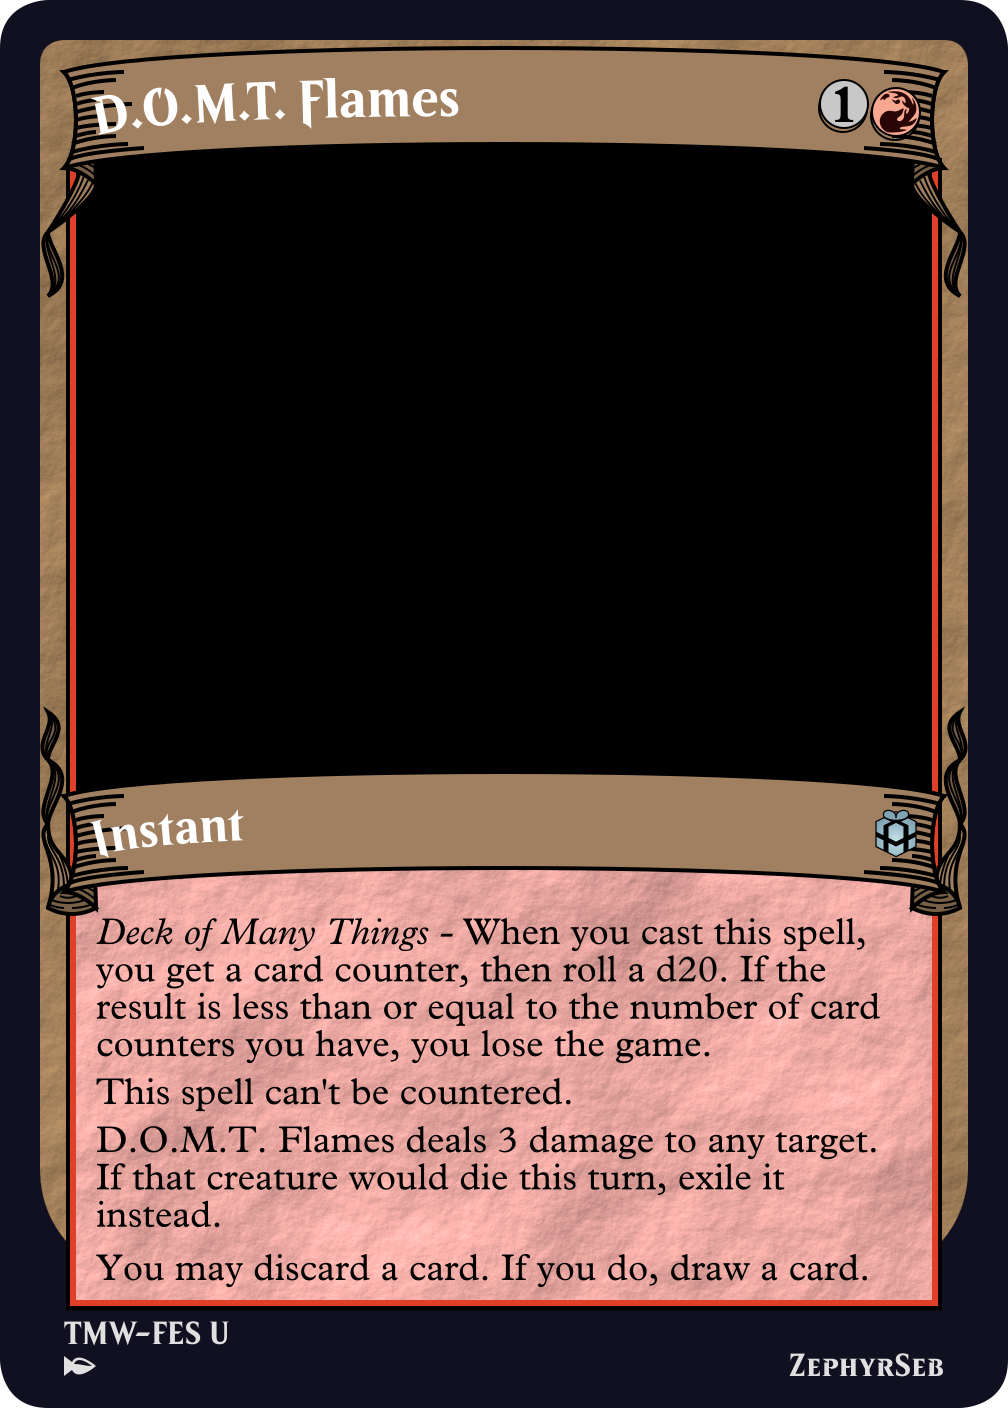 D.O.M.T. Flames
1
Instant
Deck of Many Things - When you cast this spell,
you get a card counter, then roll a d20. If the
result is less than or equal to the number of card
counters you have, you lose the game.
This spell can't be countered.
D.O.M.T. Flames deals 3 damage to any target.
If that creature would die this turn, exile it
instead.
You may discard a card. If you do, draw a card.
TMW-FES U
ZephyrSeb